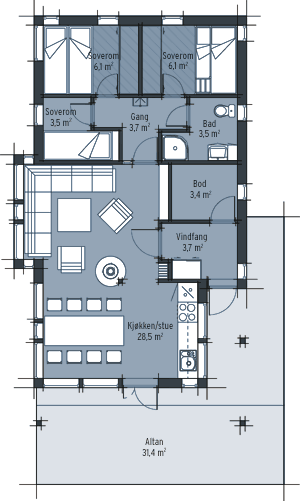 Soverom
6,1 m²
Soverom
6,1 m²
Soverom
3,5 m²
Gang
3,7 m²
Bad
3,5 m²
Bod
3,4 m²
Vindfang
3,7 m²
Kjøkken/stue
28,5 m²
Altan
31,4 m²